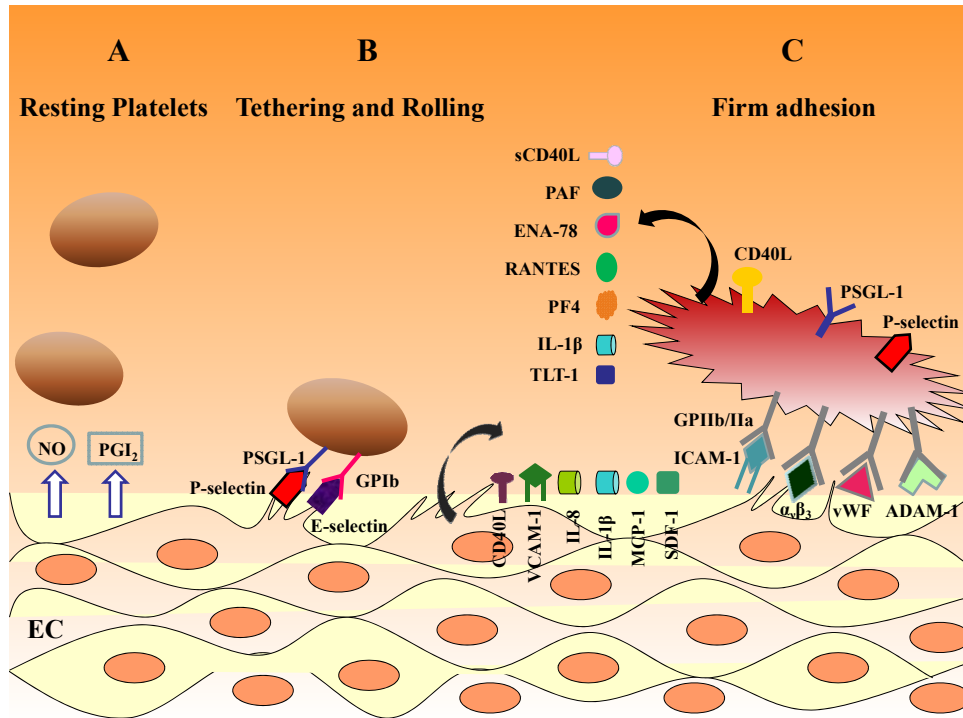 A
Resting Platelets
B
Tethering and Rolling
C
Firm adhesion
sCD40L
PAF
ENA-78
RANTES
PF4
IL-1β
TLT-1
CD40L
PSGL-1
P-selectin
GPIIb/IIa
ICAM-1
αvβ3
vWF
ADAM-1
NO
PGI2
PSGL-1
P-selectin
GPIb
E-selectin
CD40L
VCAM-1
IL-8
IL-1β
MCP-1
SDF-1
EC